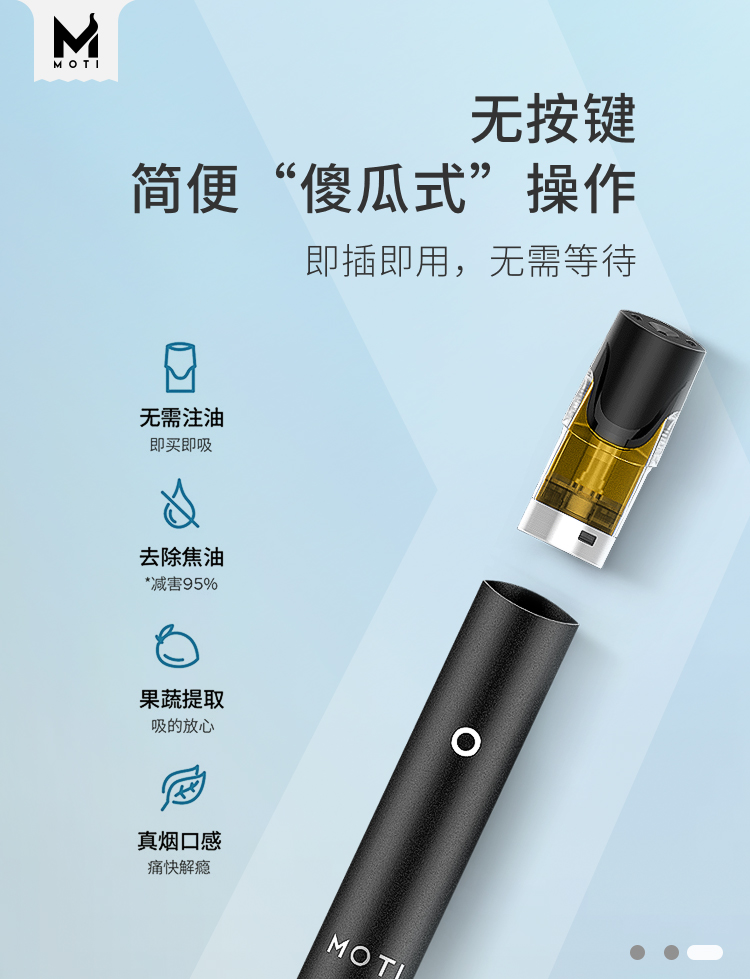 MOTI
无按键
简便“傻瓜式”操作
即插即用，无需等待
无需注油
即买即吸
去除焦油
*减害95%
果蔬提取
吸的放心
真烟口感
痛快解瘾
MOTI